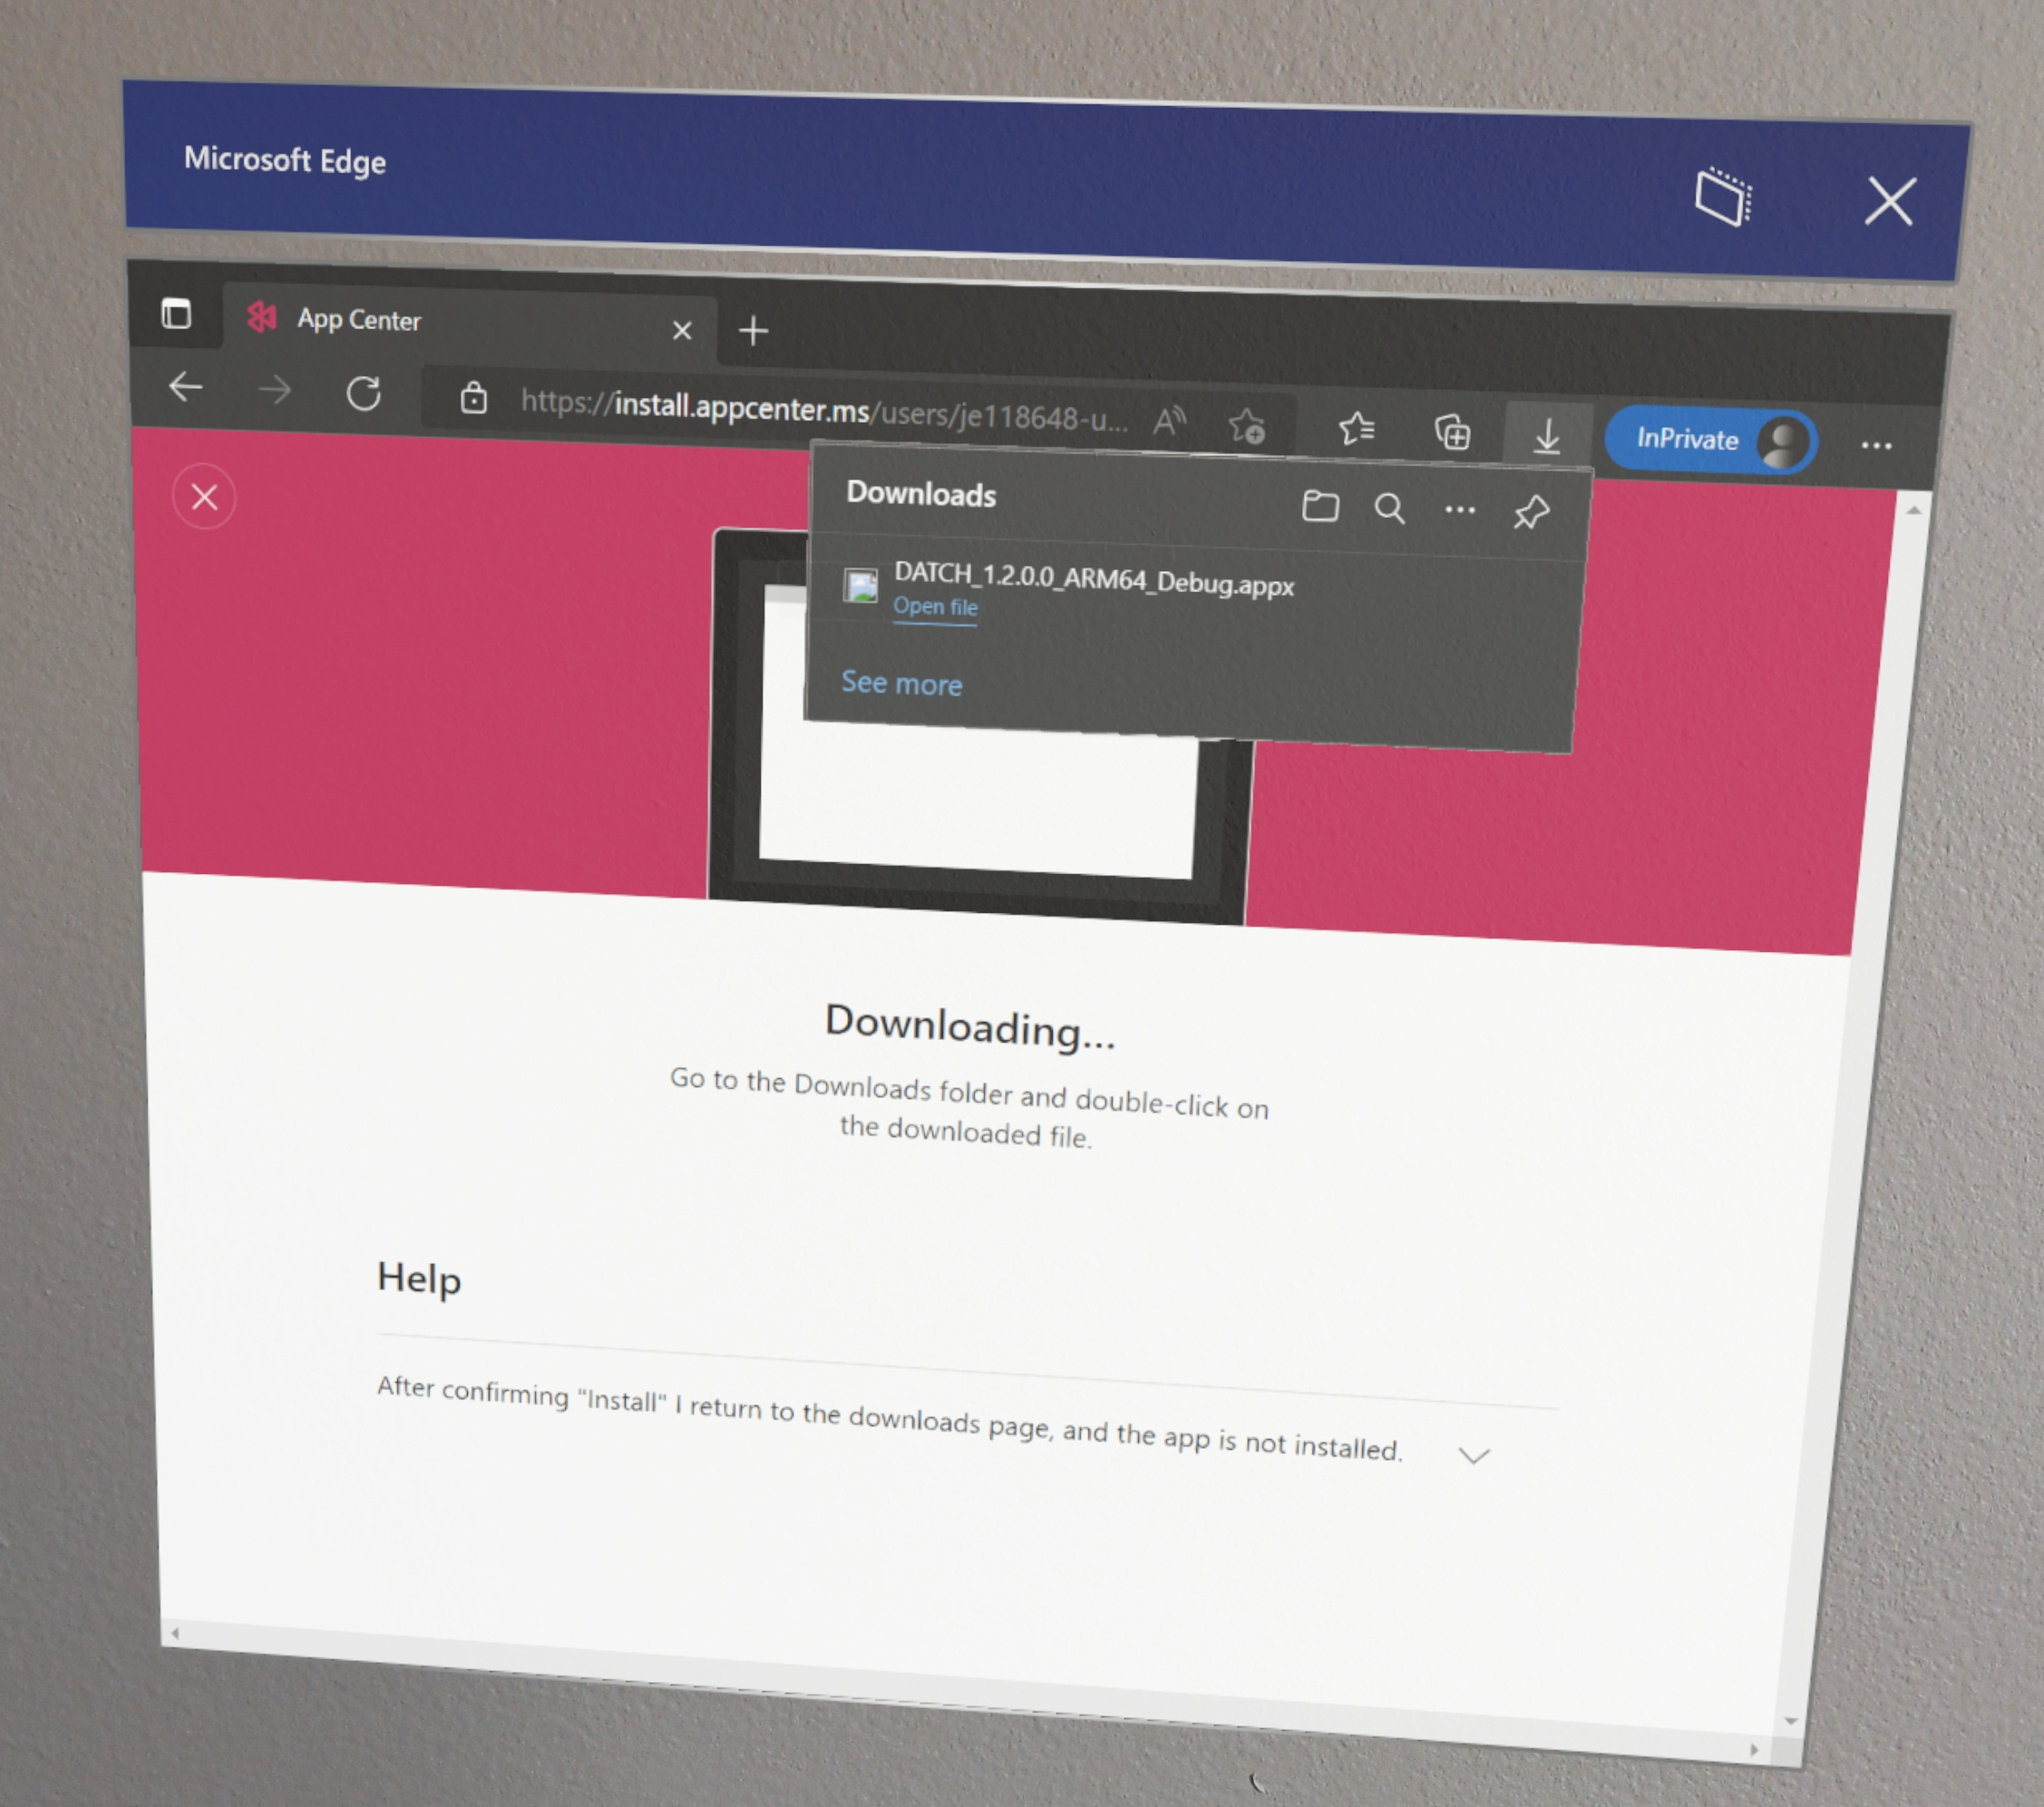 Microsoft Edge
App Center
https://install.appcenter.ms/users/je118648-u...
InPrivate
Downloads
DATCH_1.2.0.0_ARM64_Debug.appx
Open file
See more
Downloading...
Go to the Downloads folder and double-click on
the downloaded file.
Help
After confirming "Install" I return to the downloads page, and the app is not installed.